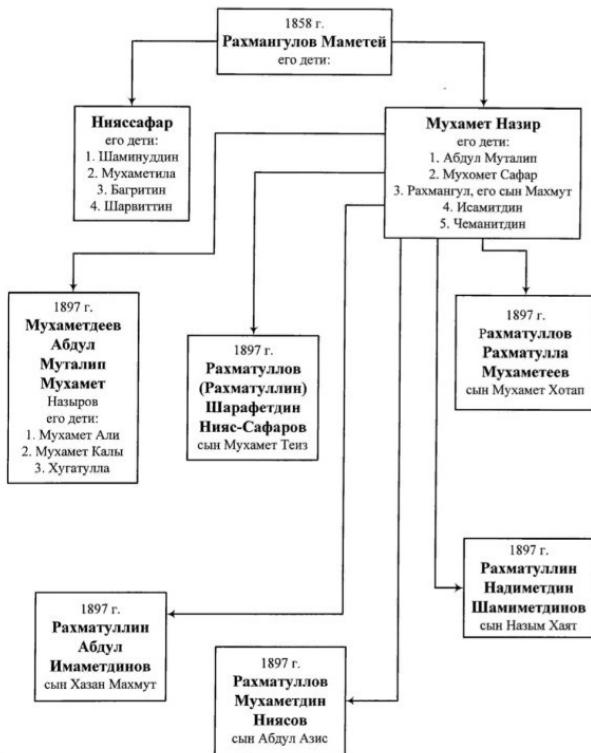 1858 г.
Рахмангулов Маметей
его дети:
Нияссафар
его дети:
1. Шаминуддин
2. Мухаметила
3. Багритин
4. Шарвиттин
Мухамет Назир
его дети:
1. Абдул Муталип
2. Мухомет Сафар
3. Рахмангул, его сын Махмут
4. Исамитдин
5. Чеманитдин
1897 г.
Мухаметдеев
Абдул
Муталип
Мухамет
Назыров
его дети:
1. Мухамет Али
2. Мухамет Калы
3. Хугатулла
1897 г.
Рахматуллов
(Рахматуллин)
Шарафетдин
Нияс-Сафаров
сын Мухамет Теиз
1897 г.
Рахматуллов
Рахматулла
Мухаметеев
сын Мухамет Хотап
1897 г.
Рахматуллин
Абдул
Имаметдинов
сын Хазан Махмут
1897 г.
Рахматуллов
Мухаметдин
Ниясов
сын Абдул Азис
1897 г.
Рахматуллин
Надиметдин
Шамиметдинов
сын Назым Хаят